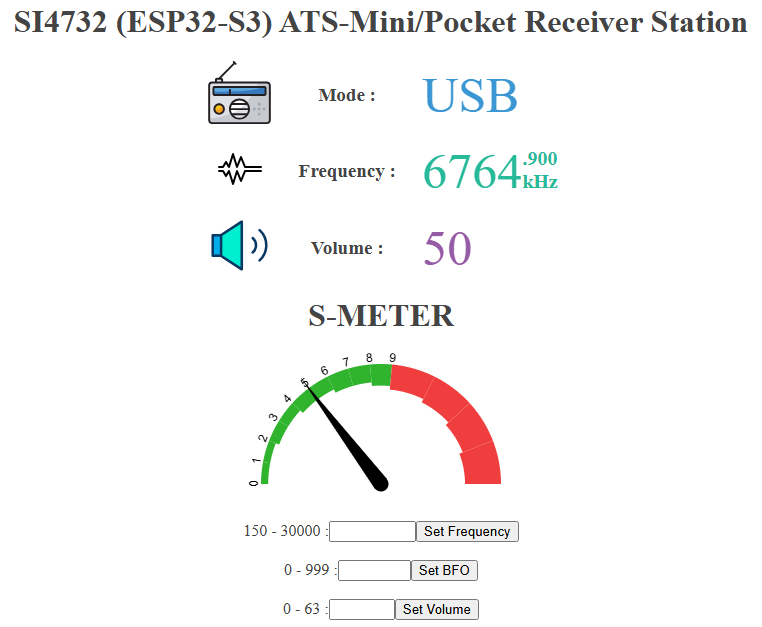 SI4732 (ESP32-S3) ATS-Mini/Pocket Receiver Station
Mode : USB
Frequency : 6764.900 kHz
Volume : 50
S-METER
0 1 2 3 4 5 6 7 8 9
150 - 30000 : Set Frequency
0 - 999 : Set BFO
0 - 63 : Set Volume